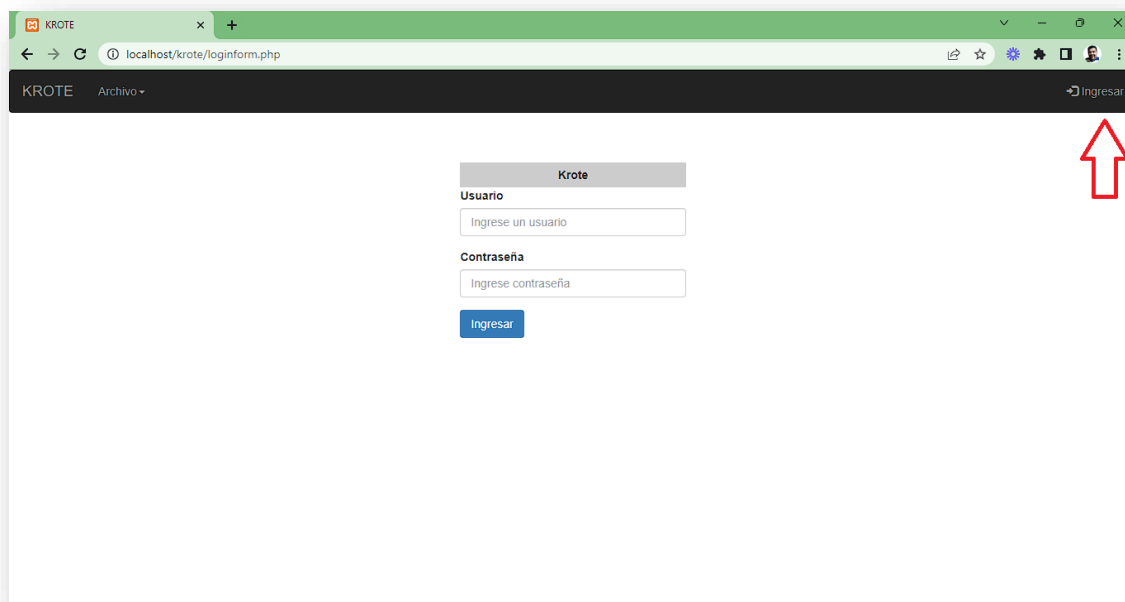 KROTE
localhost/krote/loginform.php
KROTE Archivo Ingresar
Krote
Usuario
Ingrese un usuario
Contraseña
Ingrese contraseña
Ingresar